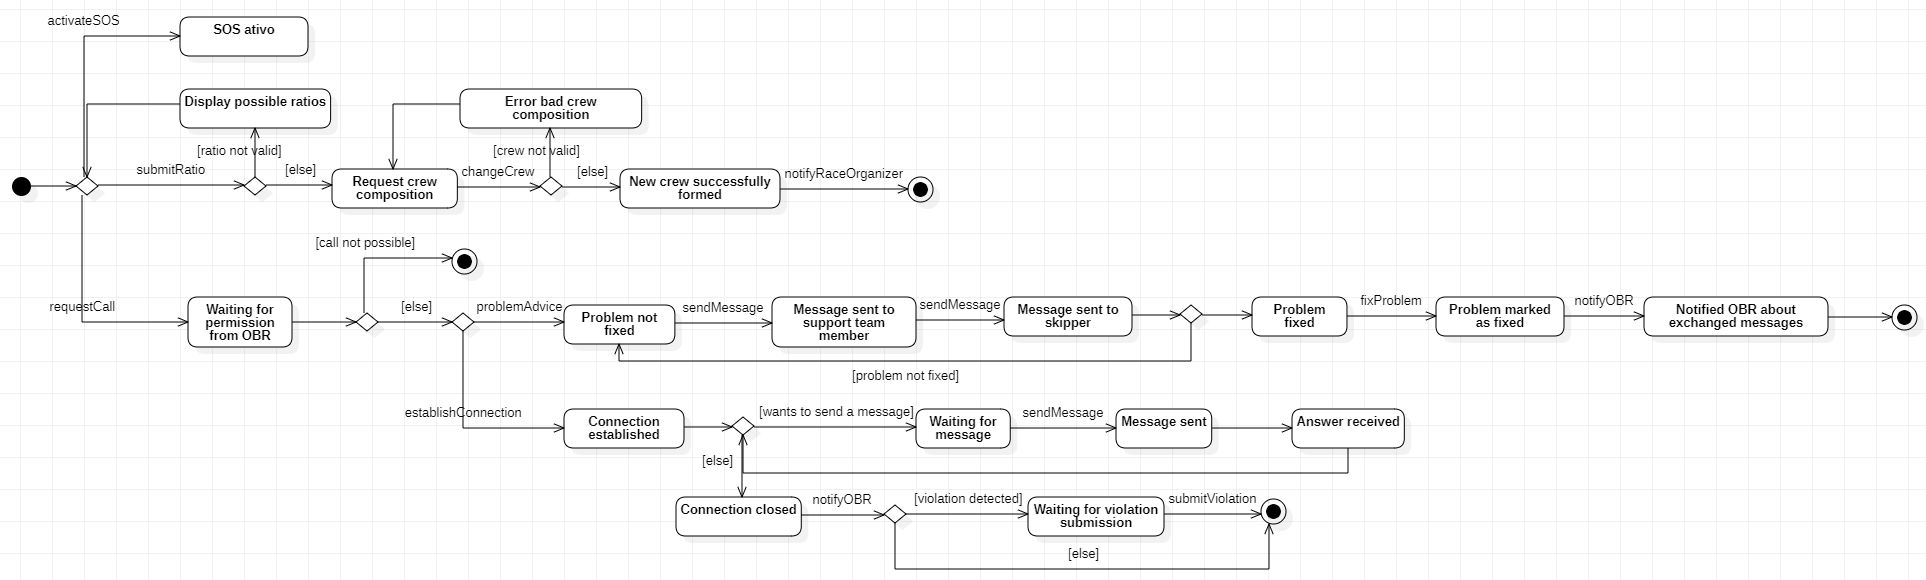 activateSOS
SOS ativo
Display possible ratios
Error bad crew
composition
[ratio not valid]
[crew not valid]
submitRatio
[else]
Request crew
composition
changeCrew
[else]
New crew successfully
formed
notifyRaceOrganizer
[call not possible]
requestCall
Waiting for
permission
from OBR
[else]
problemAdvice
Problem not
fixed
sendMessage
Message sent to
support team
member
sendMessage
Message sent to
skipper
Problem
fixed
fixProblem
Problem marked
as fixed
notifyOBR
Notified OBR about
exchanged messages
[problem not fixed]
establishConnection
Connection
established
[wants to send a message]
Waiting for
message
sendMessage
Message sent
Answer received
[else]
Connection closed
notifyOBR
[violation detected]
Waiting for violation
submission
submitViolation
[else]